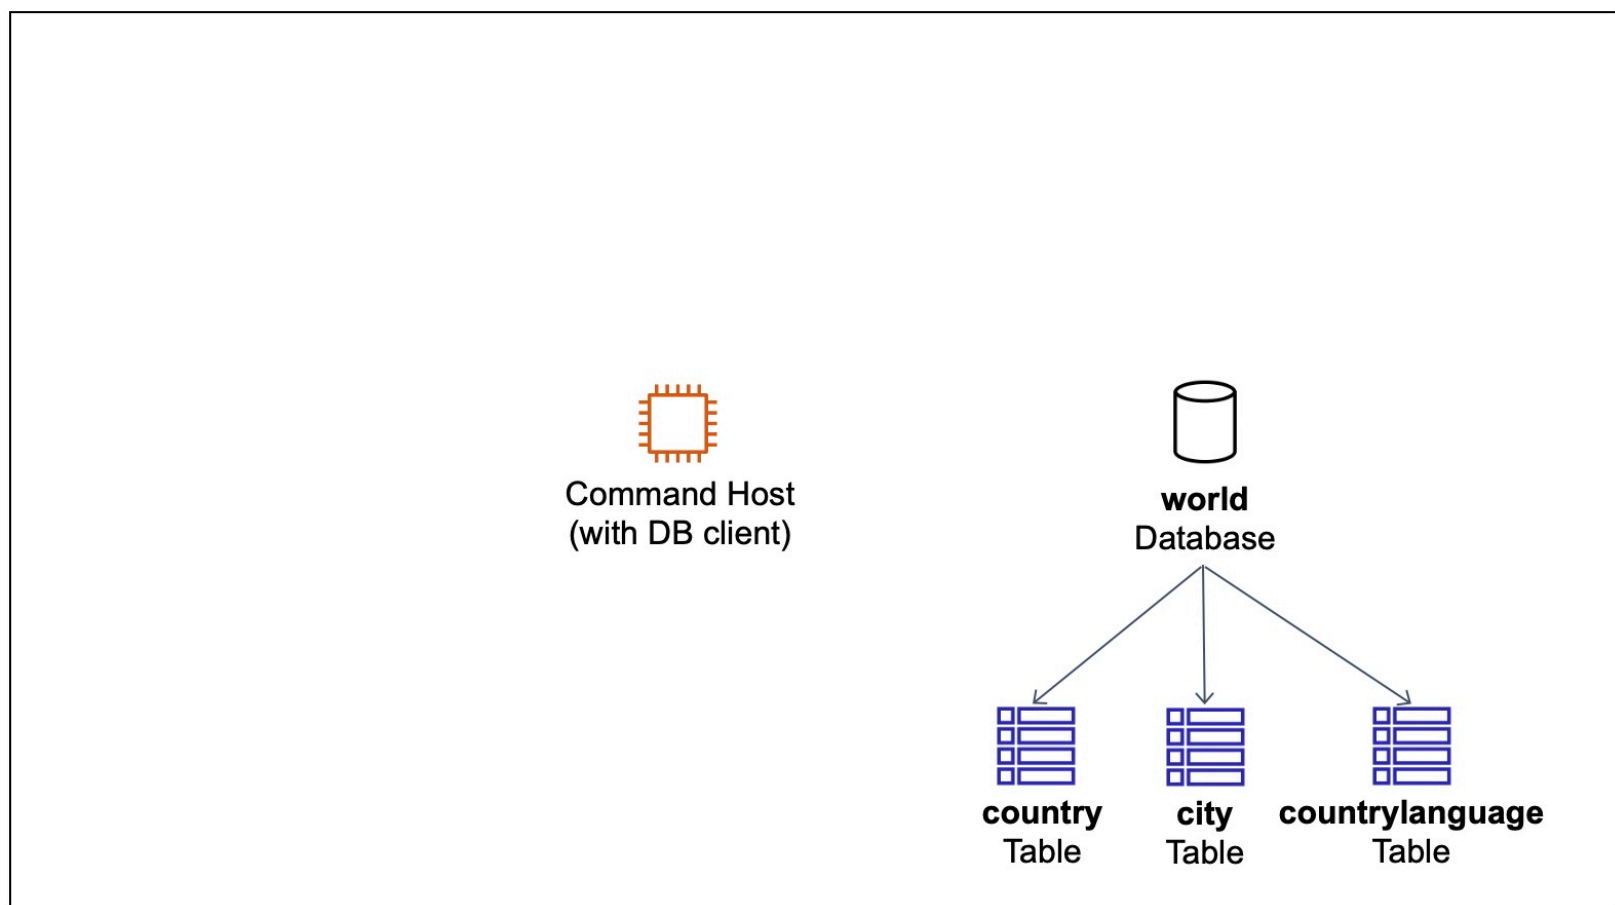 Command Host
(with DB client)
world
Database
country
Table
city
Table
countrylanguage
Table